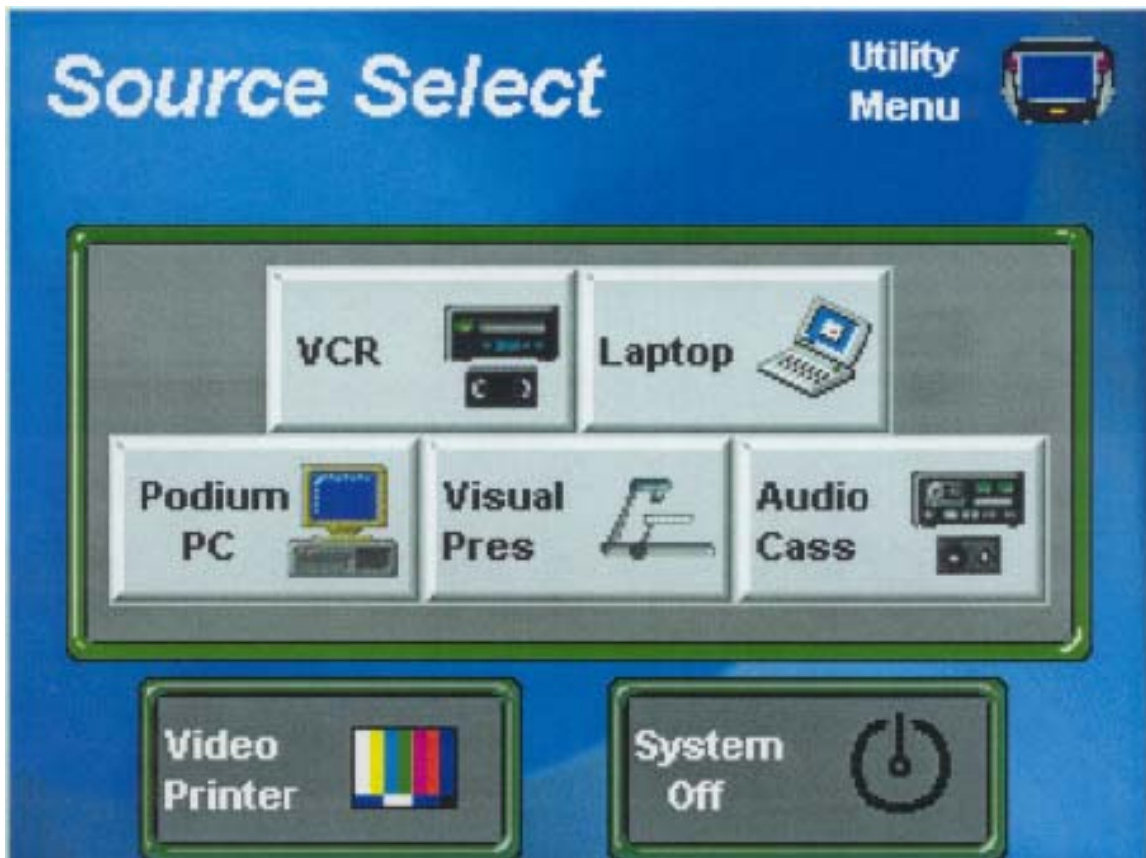 Source Select
Utility
Menu
VCR
Laptop
Podium
PC
Visual
Pres
Audio
Cass
Video
Printer
System
Off